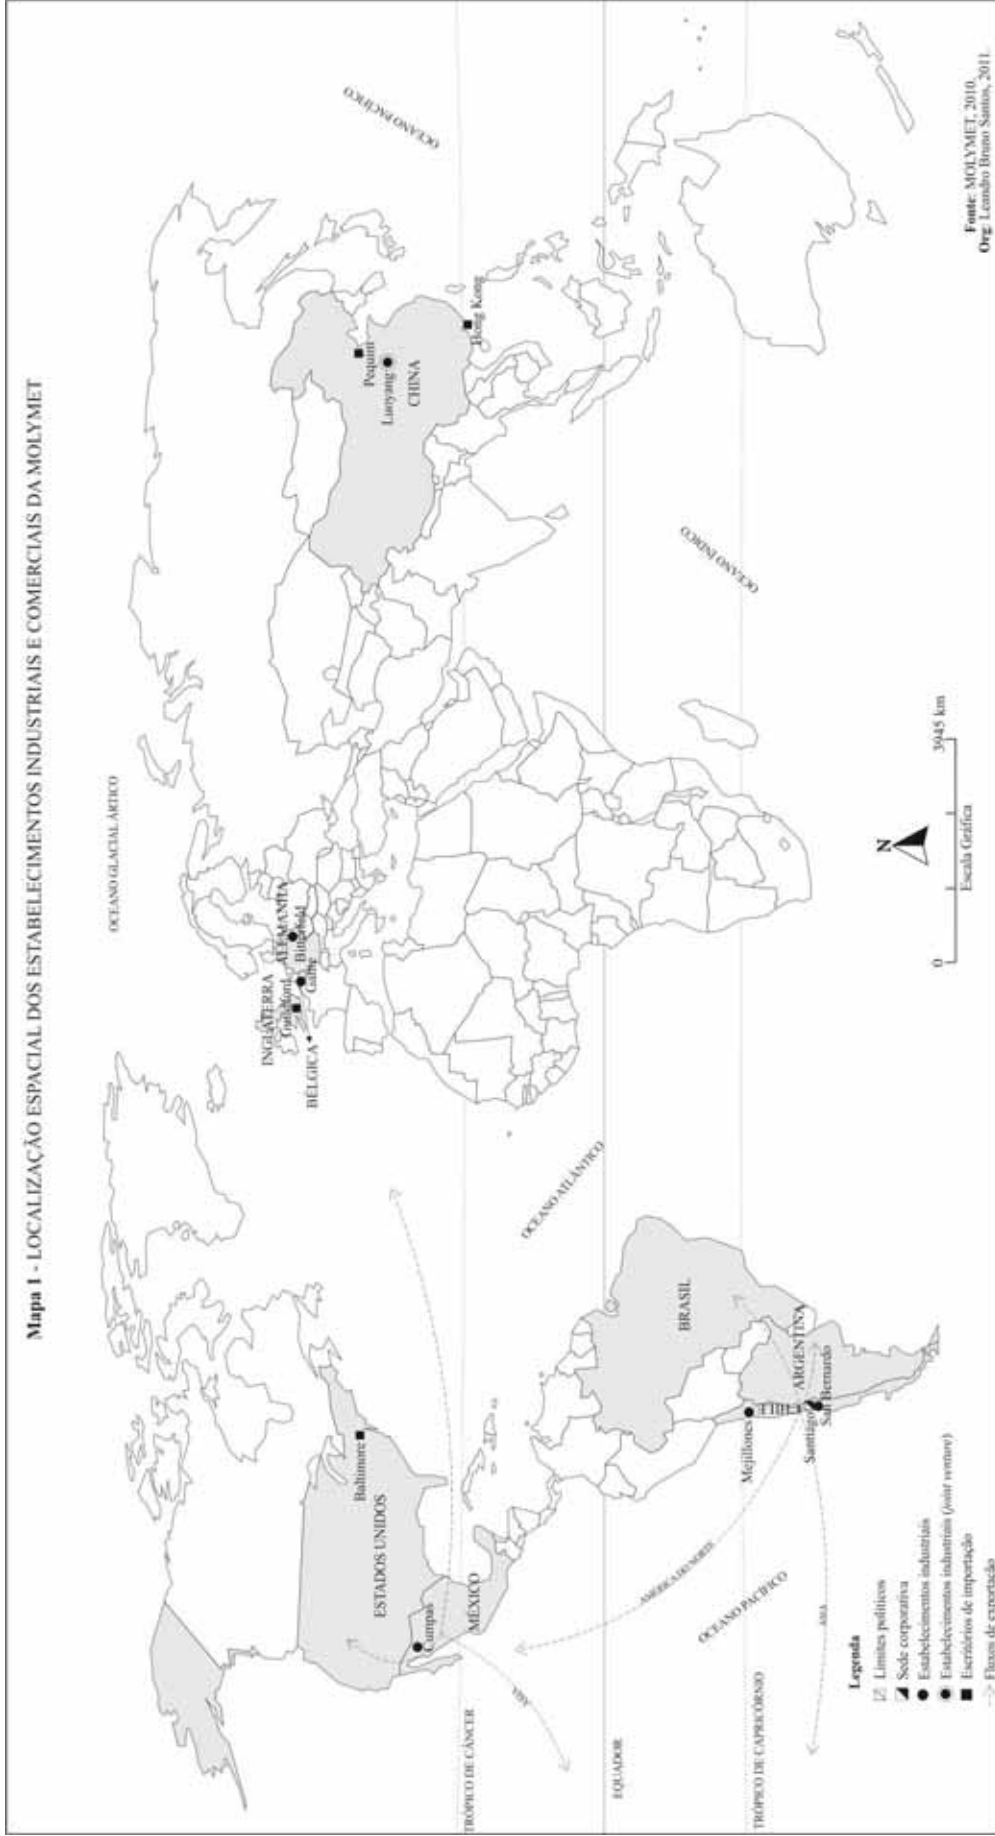 Mapa 1 - LOCALIZAÇÃO ESPACIAL DOS ESTABELECIMENTOS INDUSTRIAIS E COMERCIAIS DA MOLYMET
OCEANO GLACIAL ÁRTICO
OCEANO PACÍFICO
INGLATERRA
Guildford
ALEMANHA
Bitterfeld
Gante
BÉLGICA
Pequim
Luoyang
CHINA
Hong Kong
Baltimore
ESTADOS UNIDOS
Cumpas
MÉXICO
TRÓPICO DE CÂNCER
ÁSIA
OCEANO ATLÂNTICO
EQUADOR
OCEANO ÍNDICO
BRASIL
AMÉRICA DO NORTE
OCEANO PACÍFICO
TRÓPICO DE CAPRICÓRNIO
Mejillones
CHILE
ARGENTINA
Santiago
San Bernardo
ÁSIA
Legenda
Limites políticos
Sede corporativa
Estabelecimentos industriais
Estabelecimentos industriais (joint venture)
Escritórios de importação
Fluxos de exportação
N
0
3945 km
Escala Gráfica
Fonte: MOLYMET, 2010.
Org: Leandro Bruno Santos, 2011.